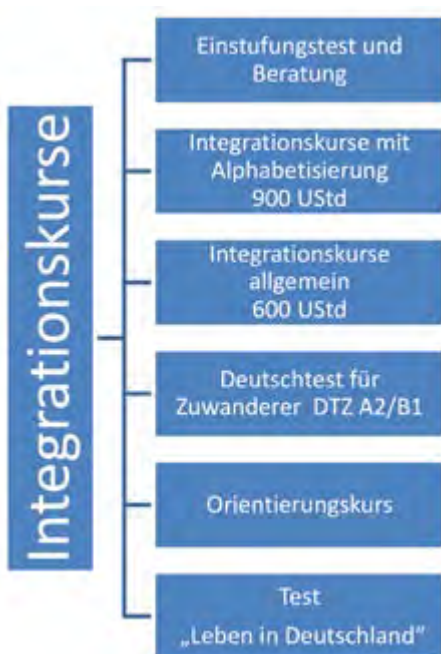 Integrationskurse
Einstufungstest und
Beratung
Integrationskurse mit
Alphabetisierung
900 UStd
Integrationskurse
allgemein
600 UStd
Deutschtest für
Zuwanderer DTZ A2/B1
Orientierungskurs
Test
„Leben in Deutschland“